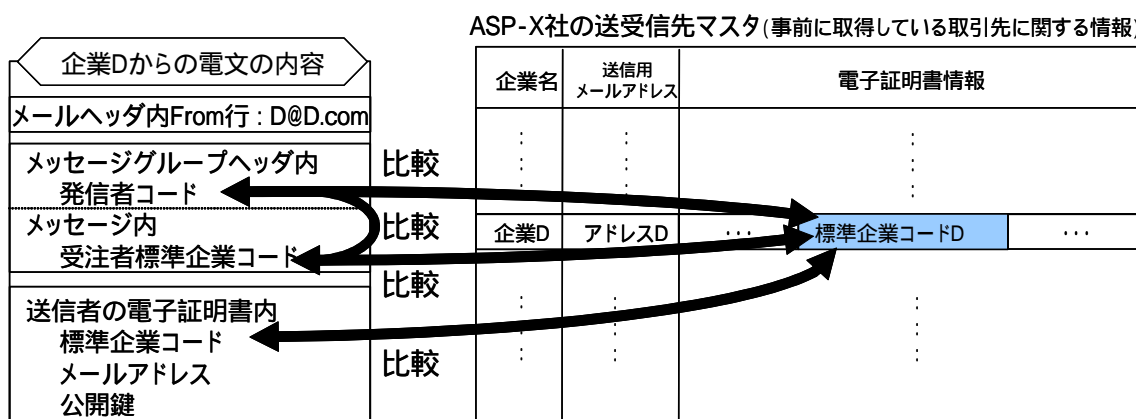 ASP-X社の送受信先マスタ(事前に取得している取引先に関する情報)
企業Dからの電文の内容
メールヘッダ内From行：D@D.com
メッセージグループヘッダ内
発信者コード
メッセージ内
受注者標準企業コード
送信者の電子証明書内
標準企業コード
メールアドレス
公開鍵
比較
比較
比較
比較
企業名
送信用
メールアドレス
電子証明書情報
企業D
アドレスD
･･･
標準企業コードD
･･･